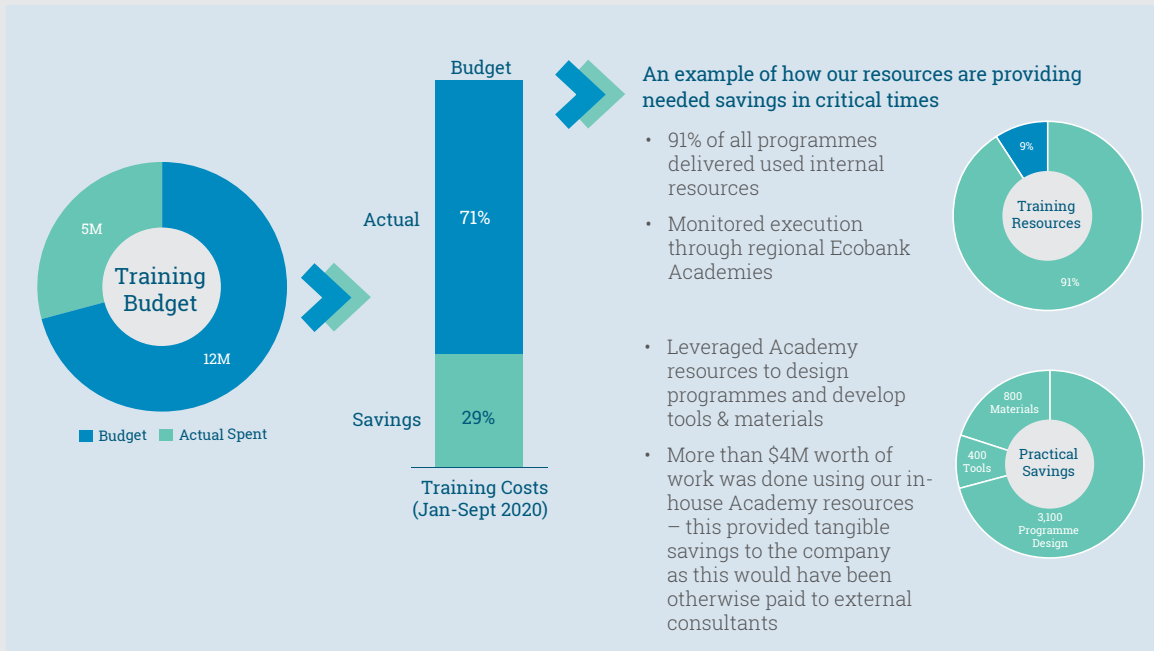 5M
Training
Budget
12M
Budget
Actual Spent
Budget
Actual
71%
Savings
29%
Training Costs
(Jan-Sept 2020)
An example of how our resources are providing
needed savings in critical times
• 91% of all programmes
delivered used internal
resources
• Monitored execution
through regional Ecobank
Academies
• Leveraged Academy
resources to design
programmes and develop
tools & materials
• More than $4M worth of
work was done using our in-
house Academy resources
– this provided tangible
savings to the company
as this would have been
otherwise paid to external
consultants
9%
Training
Resources
91%
800
Materials
400
Tools
Practical
Savings
3,100
Programme
Design